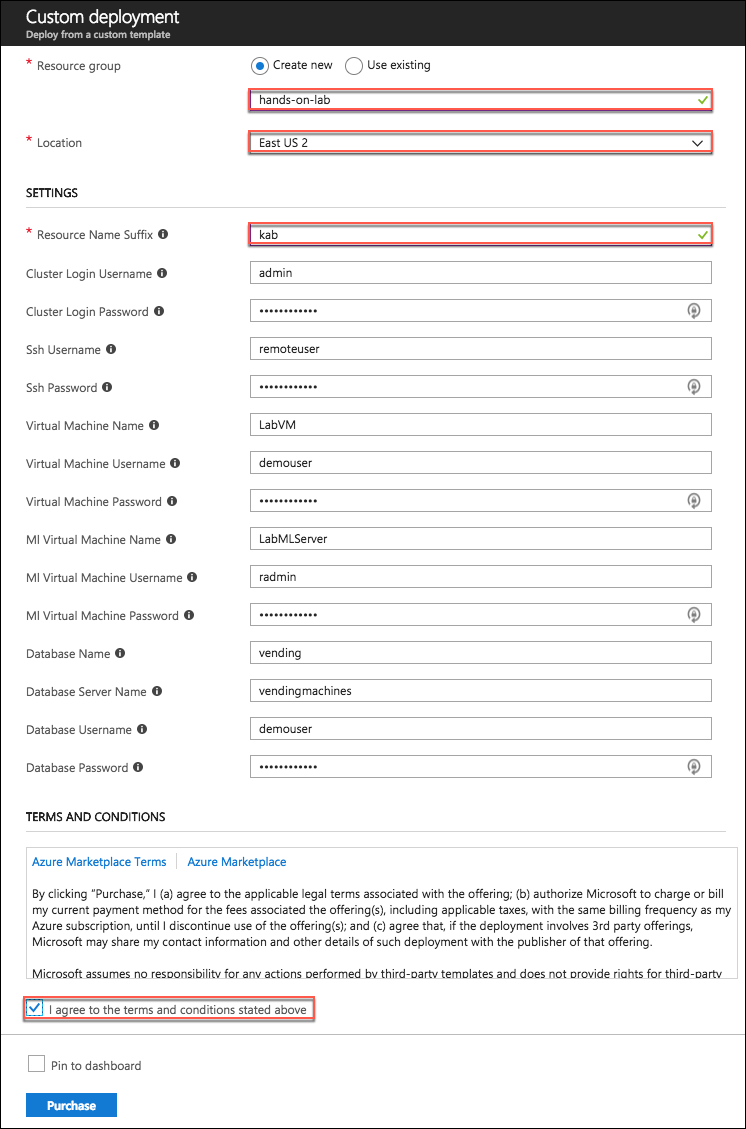 Custom deployment
Deploy from a custom template
* Resource group
Create new
Use existing
hands-on-lab
* Location
East US 2
SETTINGS
* Resource Name Suffix
kab
Cluster Login Username
admin
Cluster Login Password
••••••••••••
Ssh Username
remoteuser
Ssh Password
••••••••••••
Virtual Machine Name
LabVM
Virtual Machine Username
demouser
Virtual Machine Password
••••••••••••
Ml Virtual Machine Name
LabMLServer
Ml Virtual Machine Username
radmin
Ml Virtual Machine Password
••••••••••••
Database Name
vending
Database Server Name
vendingmachines
Database Username
demouser
Database Password
••••••••••••
TERMS AND CONDITIONS
Azure Marketplace Terms
Azure Marketplace
By clicking “Purchase,” I (a) agree to the applicable legal terms associated with the offering; (b) authorize Microsoft to charge or bill
my current payment method for the fees associated the offering(s), including applicable taxes, with the same billing frequency as my
Azure subscription, until I discontinue use of the offering(s); and (c) agree that, if the deployment involves 3rd party offerings,
Microsoft may share my contact information and other details of such deployment with the publisher of that offering.
Microsoft assumes no responsibility for any actions performed by third-party templates and does not provide rights for third-party
I agree to the terms and conditions stated above
Pin to dashboard
Purchase